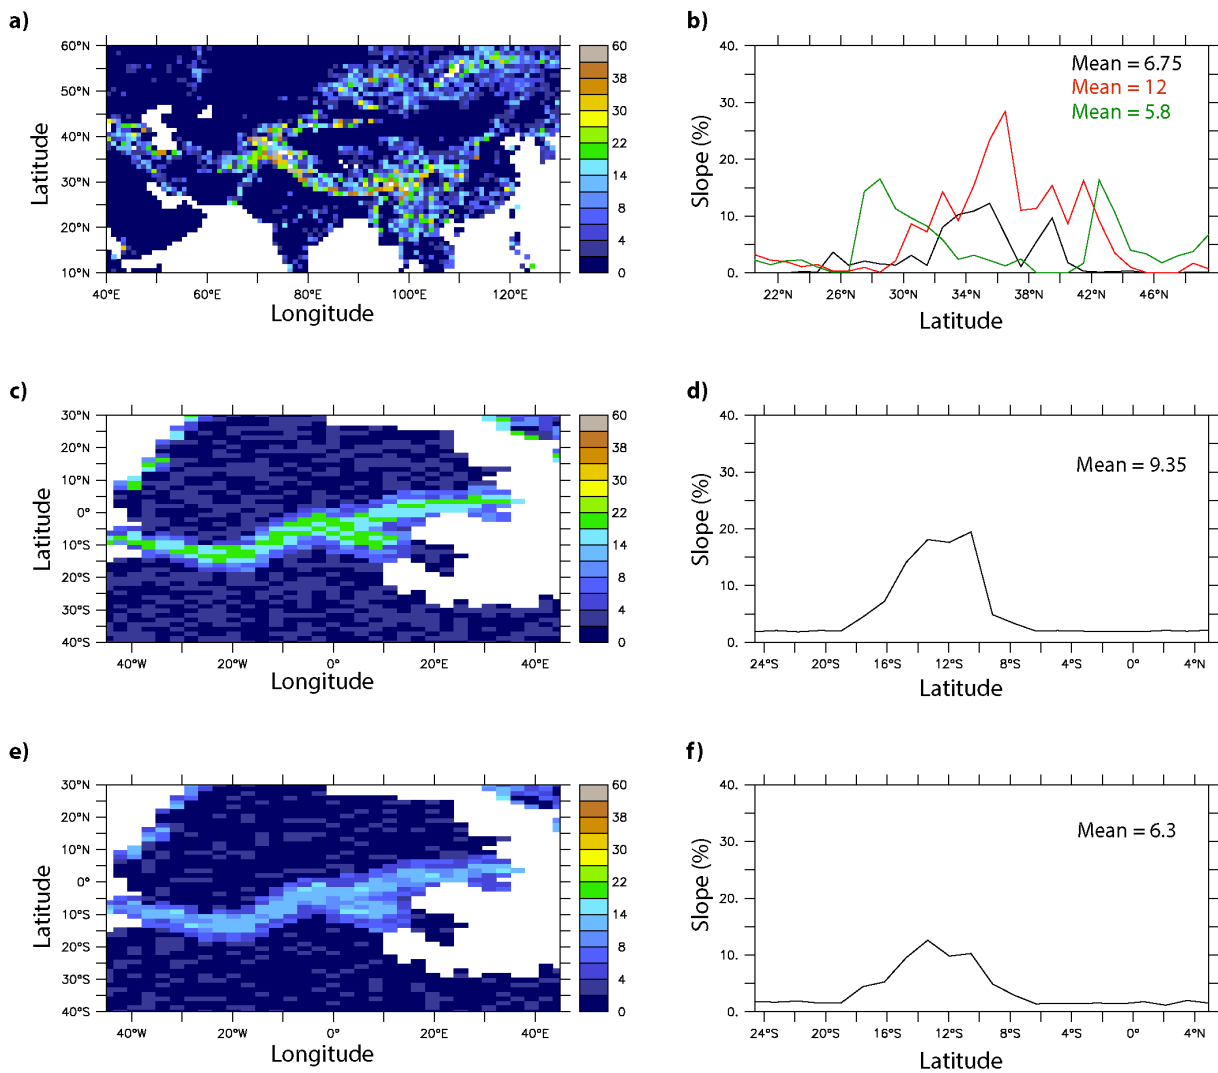 a)
60°N
50°N
40°N
30°N
20°N
10°N
Latitude
40°E
60°E
80°E
100°E
120°E
Longitude
60
38
30
22
14
8
4
0
b)
40.
30.
20.
10.
0.
Slope (%)
Mean = 6.75
Mean = 12
Mean = 5.8
22°N
26°N
30°N
34°N
38°N
42°N
46°N
Latitude
c)
30°N
20°N
10°N
0°
10°S
20°S
30°S
40°S
Latitude
40°W
20°W
0°
20°E
40°E
Longitude
60
38
30
22
14
8
4
0
d)
40.
30.
20.
10.
0.
Slope (%)
Mean = 9.35
24°S
20°S
16°S
12°S
8°S
4°S
0°
4°N
Latitude
e)
30°N
20°N
10°N
0°
10°S
20°S
30°S
40°S
Latitude
40°W
20°W
0°
20°E
40°E
Longitude
60
38
30
22
14
8
4
0
f)
40.
30.
20.
10.
0.
Slope (%)
Mean = 6.3
24°S
20°S
16°S
12°S
8°S
4°S
0°
4°N
Latitude